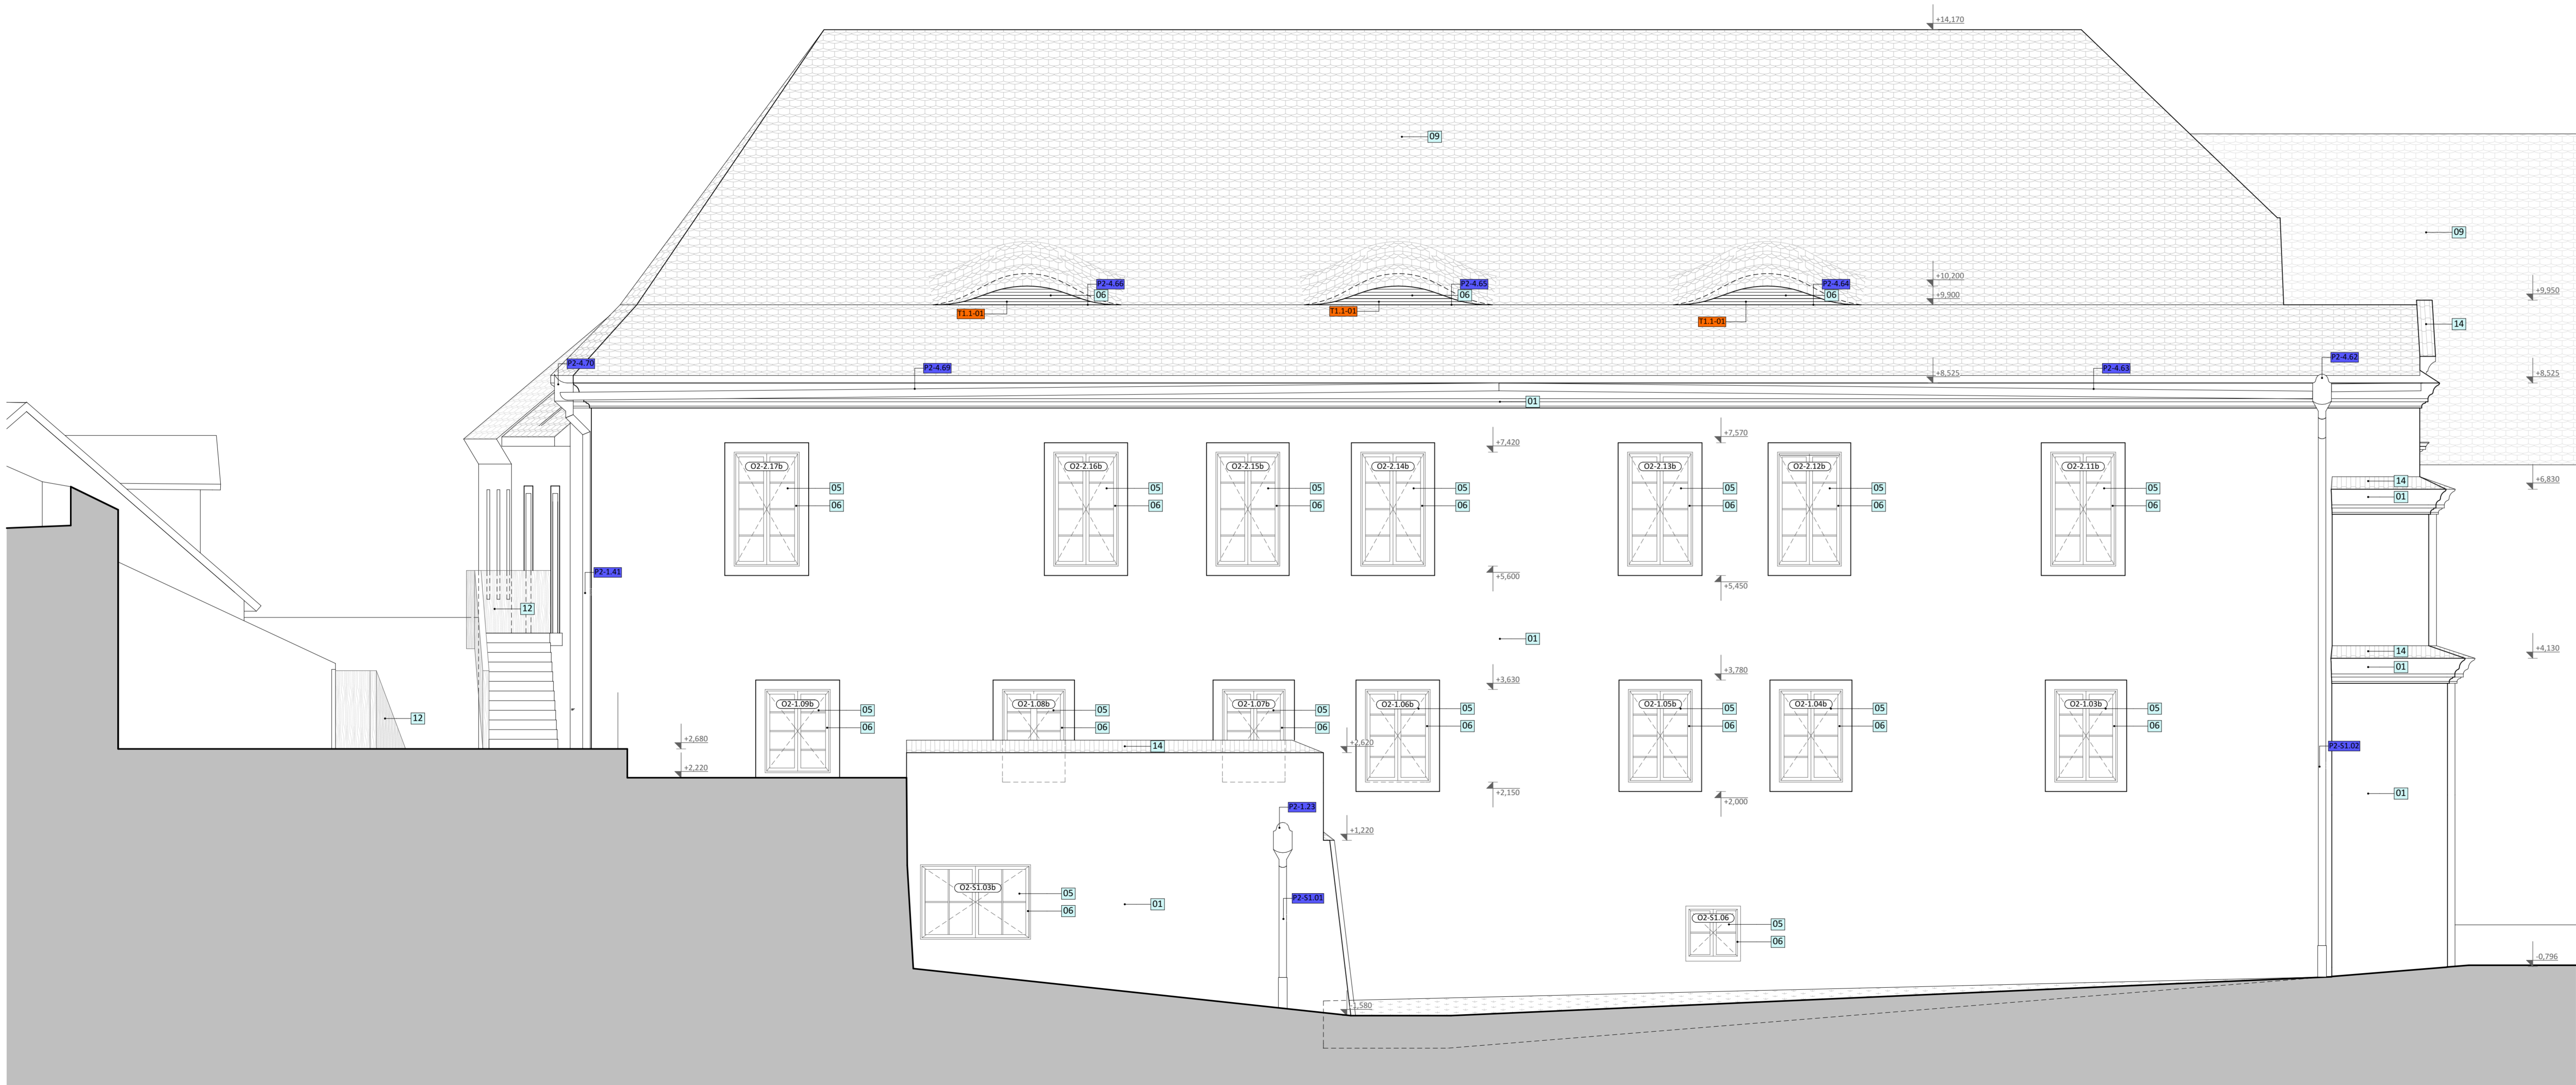 +14,170
09
09
P2-4.66
P2-4.65
P2-4.64
+10,200
06
06
06
+9,900
+9,950
T1.1-01
T1.1-01
T1.1-01
14
P2-4.70
P2-4.69
P2-4.63
P2-4.62
+8,525
+8,525
01
+7,420
+7,570
O2-2.17b
O2-2.16b
O2-2.15b
O2-2.14b
O2-2.13b
O2-2.12b
O2-2.11b
05
05
05
05
05
05
05
06
06
06
06
06
06
06
14
+6,830
01
P2-1.41
+5,600
+5,450
12
01
14
+4,130
01
+3,780
+3,630
O2-1.09b
O2-1.08b
O2-1.07b
O2-1.06b
O2-1.05b
O2-1.04b
O2-1.03b
05
05
05
05
05
05
05
12
06
06
06
06
06
06
06
+2,680
14
+2,620
P2-S1.02
+2,220
+2,150
+2,000
01
P2-1.23
+1,220
O2-S1.03b
05
06
01
P2-S1.01
O2-S1.06
05
06
-0,796
-1,580